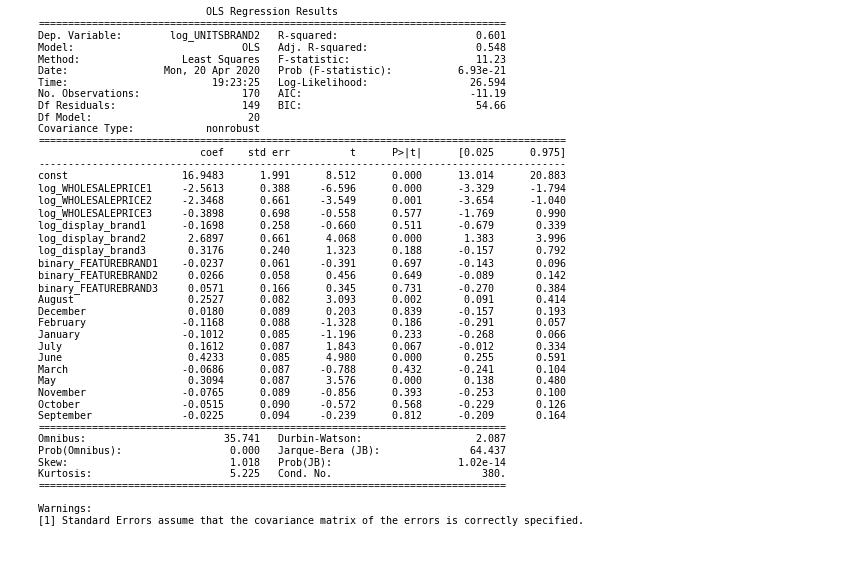 OLS Regression Results
==============================================================================
Dep. Variable:        log_UNITSBRAND2   R-squared:                       0.601
Model:                            OLS   Adj. R-squared:                  0.548
Method:                 Least Squares   F-statistic:                     11.23
Date:                Mon, 20 Apr 2020   Prob (F-statistic):           6.93e-21
Time:                        19:23:25   Log-Likelihood:                 26.594
No. Observations:                 170   AIC:                            -11.19
Df Residuals:                     149   BIC:                             54.66
Df Model:                          20
Covariance Type:            nonrobust
========================================================================================
                           coef    std err          t      P>|t|      [0.025      0.975]
----------------------------------------------------------------------------------------
const                   16.9483      1.991      8.512      0.000      13.014      20.883
log_WHOLESALEPRICE1     -2.5613      0.388     -6.596      0.000      -3.329      -1.794
log_WHOLESALEPRICE2     -2.3468      0.661     -3.549      0.001      -3.654      -1.040
log_WHOLESALEPRICE3     -0.3898      0.698     -0.558      0.577      -1.769       0.990
log_display_brand1      -0.1698      0.258     -0.660      0.511      -0.679       0.339
log_display_brand2       2.6897      0.661      4.068      0.000       1.383       3.996
log_display_brand3       0.3176      0.240      1.323      0.188      -0.157       0.792
binary_FEATUREBRAND1    -0.0237      0.061     -0.391      0.697      -0.143       0.096
binary_FEATUREBRAND2     0.0266      0.058      0.456      0.649      -0.089       0.142
binary_FEATUREBRAND3     0.0571      0.166      0.345      0.731      -0.270       0.384
August                   0.2527      0.082      3.093      0.002       0.091       0.414
December                 0.0180      0.089      0.203      0.839      -0.157       0.193
February                -0.1168      0.088     -1.328      0.186      -0.291       0.057
January                 -0.1012      0.085     -1.196      0.233      -0.268       0.066
July                     0.1612      0.087      1.843      0.067      -0.012       0.334
June                     0.4233      0.085      4.980      0.000       0.255       0.591
March                   -0.0686      0.087     -0.788      0.432      -0.241       0.104
May                      0.3094      0.087      3.576      0.000       0.138       0.480
November                -0.0765      0.089     -0.856      0.393      -0.253       0.100
October                 -0.0515      0.090     -0.572      0.568      -0.229       0.126
September               -0.0225      0.094     -0.239      0.812      -0.209       0.164
==============================================================================
Omnibus:                       35.741   Durbin-Watson:                   2.087
Prob(Omnibus):                  0.000   Jarque-Bera (JB):               64.437
Skew:                           1.018   Prob(JB):                     1.02e-14
Kurtosis:                       5.225   Cond. No.                         380.
==============================================================================
Warnings:
[1] Standard Errors assume that the covariance matrix of the errors is correctly specified.